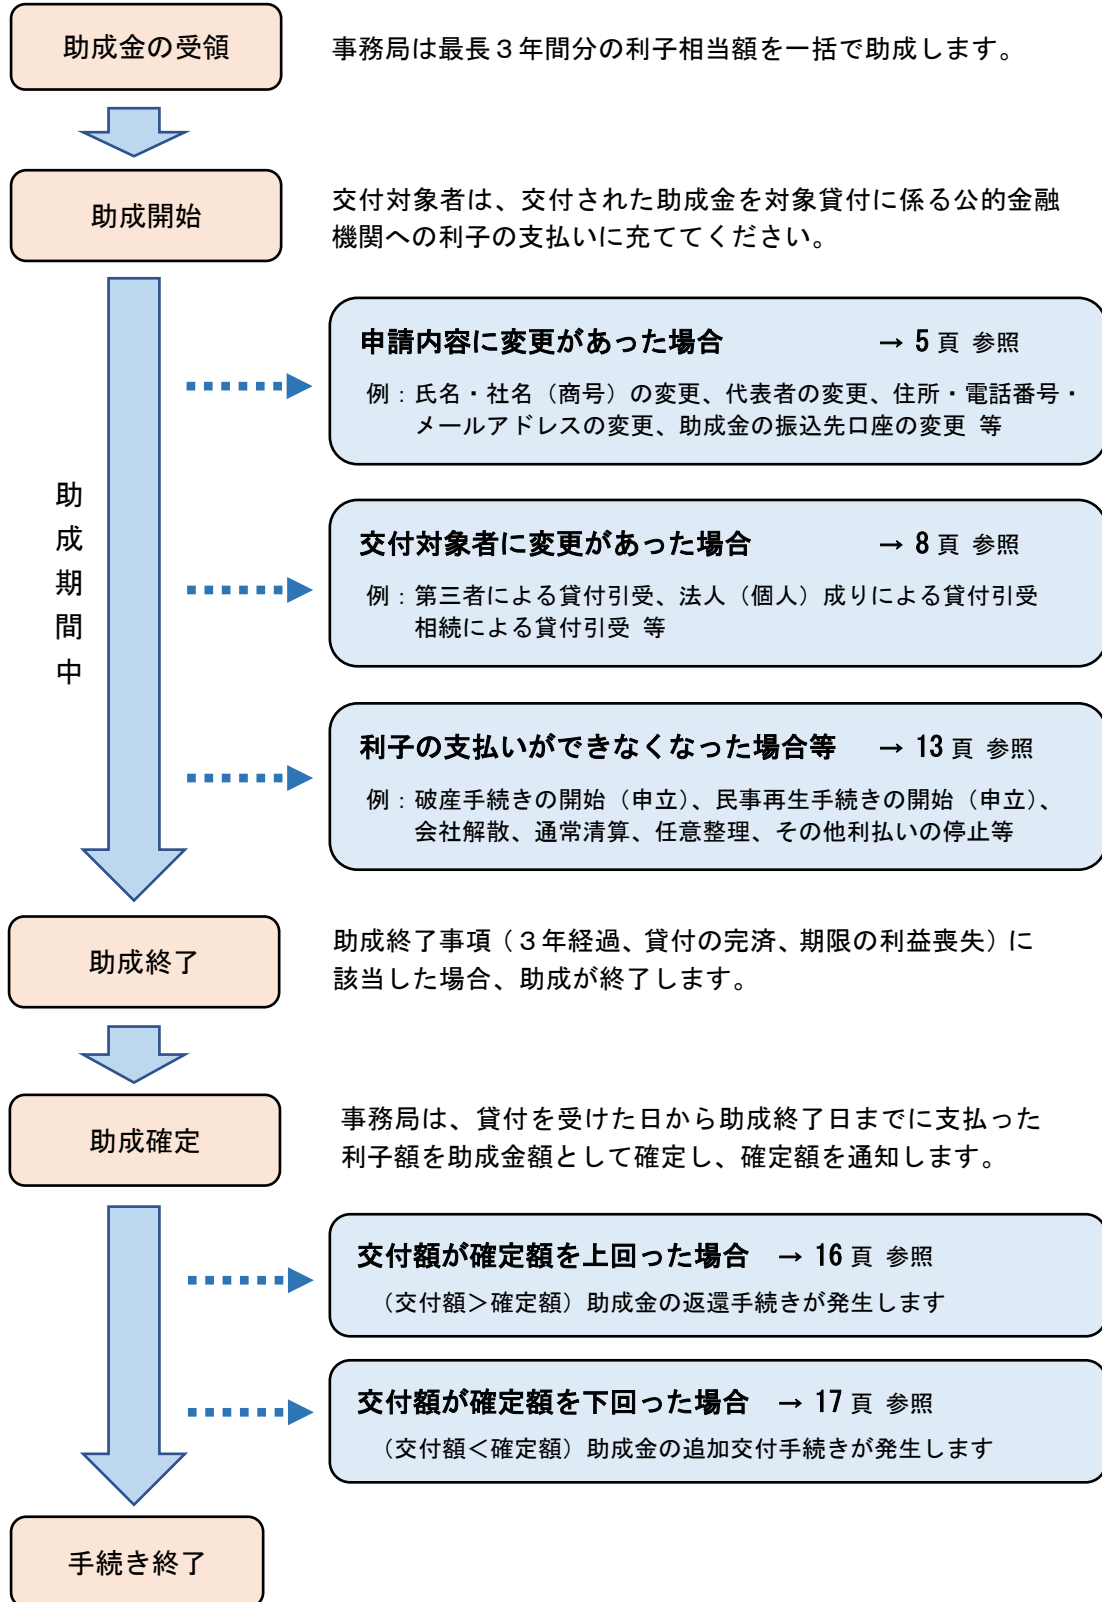 助成金の受領
事務局は最長３年間分の利子相当額を一括で助成します。
助成開始
交付対象者は、交付された助成金を対象貸付に係る公的金融
機関への利子の支払いに充ててください。
助成期間中
申請内容に変更があった場合 → 5 頁 参照
例：氏名・社名（商号）の変更、代表者の変更、住所・電話番号・
メールアドレスの変更、助成金の振込先口座の変更 等
交付対象者に変更があった場合 → 8 頁 参照
例：第三者による貸付引受、法人（個人）成りによる貸付引受
相続による貸付引受 等
利子の支払いができなくなった場合等 → 13 頁 参照
例：破産手続きの開始（申立）、民事再生手続きの開始（申立）、
会社解散、通常清算、任意整理、その他利払いの停止等
助成終了
助成終了事項（３年経過、貸付の完済、期限の利益喪失）に
該当した場合、助成が終了します。
助成確定
事務局は、貸付を受けた日から助成終了日までに支払った
利子額を助成金額として確定し、確定額を通知します。
交付額が確定額を上回った場合 → 16 頁 参照
（交付額＞確定額）助成金の返還手続きが発生します
交付額が確定額を下回った場合 → 17 頁 参照
（交付額＜確定額）助成金の追加交付手続きが発生します
手続き終了